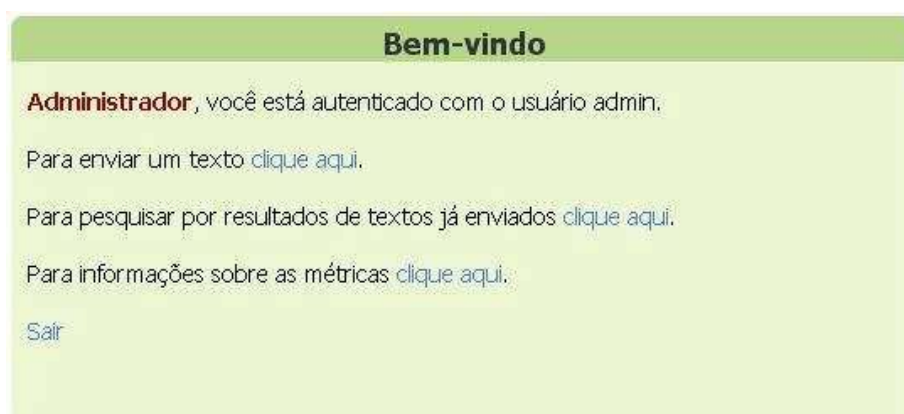 Bem-vindo
Administrador, você está autenticado com o usuário admin.
Para enviar um texto clique aqui.
Para pesquisar por resultados de textos já enviados clique aqui.
Para informações sobre as métricas clique aqui.
Sair